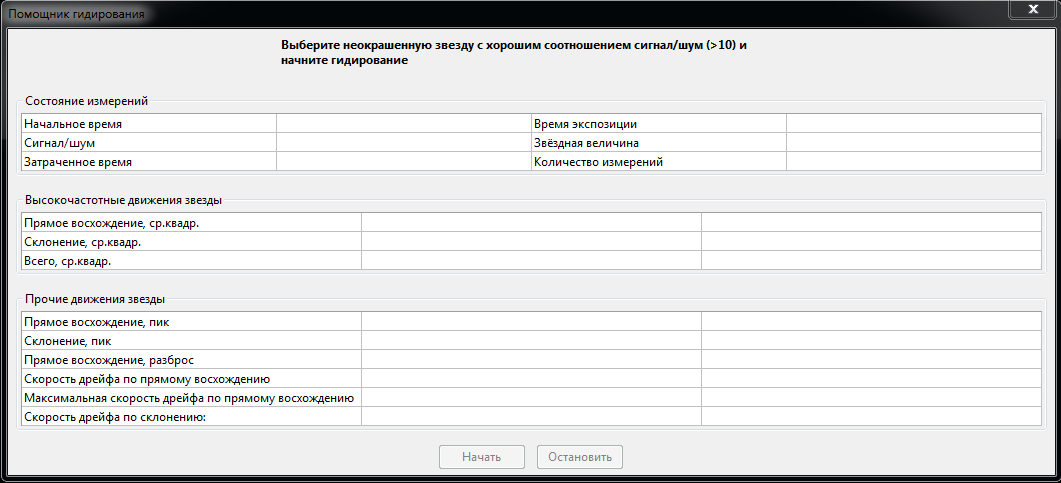 Помощник гидирования
Выберите неокрашенную звезду с хорошим соотношением сигнал/шум (>10) и
начните гидирование
Состояние измерений
Начальное время
Время экспозиции
Сигнал/шум
Звёздная величина
Затраченное время
Количество измерений
Высокочастотные движения звезды
Прямое восхождение, ср.квадр.
Склонение, ср.квадр.
Всего, ср.квадр.
Прочие движения звезды
Прямое восхождение, пик
Склонение, пик
Прямое восхождение, разброс
Скорость дрейфа по прямому восхождению
Максимальная скорость дрейфа по прямому восхождению
Скорость дрейфа по склонению:
Начать
Остановить